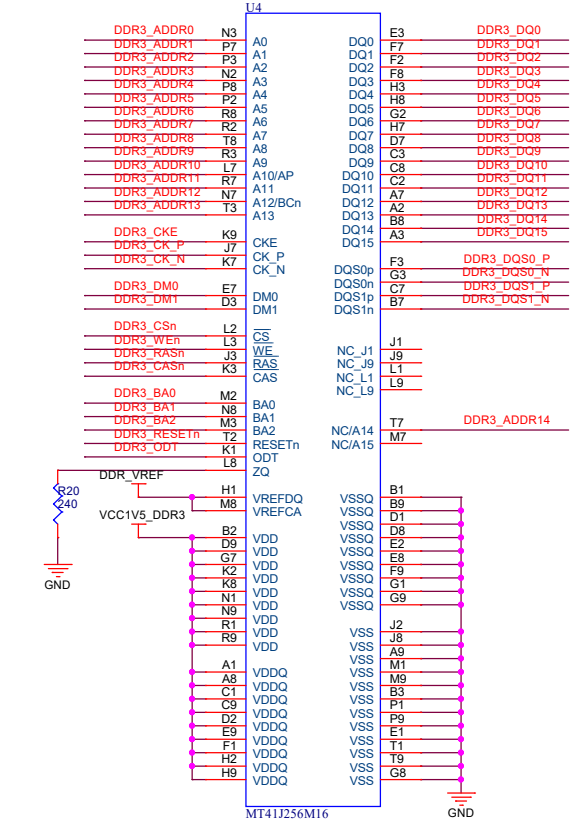 U4
DDR3_ADDR0 N3 A0 DQ0 E3 DDR3_DQ0
DDR3_ADDR1 P7 A1 DQ1 F7 DDR3_DQ1
DDR3_ADDR2 P3 A2 DQ2 F2 DDR3_DQ2
DDR3_ADDR3 N2 A3 DQ3 F8 DDR3_DQ3
DDR3_ADDR4 P8 A4 DQ4 H3 DDR3_DQ4
DDR3_ADDR5 P2 A5 DQ5 H8 DDR3_DQ5
DDR3_ADDR6 R8 A6 DQ6 G2 DDR3_DQ6
DDR3_ADDR7 R2 A7 DQ7 H7 DDR3_DQ7
DDR3_ADDR8 T8 A8 DQ8 D7 DDR3_DQ8
DDR3_ADDR9 R3 A9 DQ9 C3 DDR3_DQ9
DDR3_ADDR10 L7 A10/AP DQ10 C8 DDR3_DQ10
DDR3_ADDR11 R7 A11 DQ11 C2 DDR3_DQ11
DDR3_ADDR12 N7 A12/BCn DQ12 A7 DDR3_DQ12
DDR3_ADDR13 T3 A13 DQ13 A2 DDR3_DQ13
DQ14 B8 DDR3_DQ14
DDR3_CKE K9 CKE DQ15 A3 DDR3_DQ15
DDR3_CK_P J7 CK_P
DDR3_CK_N K7 CK_N DQS0p F3 DDR3_DQS0_P
DQS0n G3 DDR3_DQS0_N
DDR3_DM0 E7 DM0 DQS1p C7 DDR3_DQS1_P
DDR3_DM1 D3 DM1 DQS1n B7 DDR3_DQS1_N
DDR3_CSn L2 CS
DDR3_WEn L3 WE NC_J1 J1
DDR3_RASn J3 RAS NC_J9 J9
DDR3_CASn K3 CAS NC_L1 L1
NC_L9 L9
DDR3_BA0 M2 BA0
DDR3_BA1 N8 BA1
DDR3_BA2 M3 BA2 NC/A14 T7 DDR3_ADDR14
DDR3_RESETn T2 RESETn NC/A15 M7
DDR3_ODT K1 ODT
L8 ZQ
DDR_VREF
R20
240
H1 VREFDQ VSSQ B1
M8 VREFCA VSSQ B9
VCC1V5_DDR3 VSSQ D1
B2 VDD VSSQ D8
D9 VDD VSSQ E2
G7 VDD VSSQ E8
K2 VDD VSSQ F9
K8 VDD VSSQ G1
GND
N1 VDD VSSQ G9
N9 VDD
R1 VDD VSS J2
R9 VDD VSS J8
VSS A9
A1 VDDQ VSS M1
A8 VDDQ VSS M9
C1 VDDQ VSS B3
C9 VDDQ VSS P1
D2 VDDQ VSS P9
E9 VDDQ VSS E1
F1 VDDQ VSS T1
H2 VDDQ VSS T9
H9 VDDQ VSS G8
MT41J256M16
GND